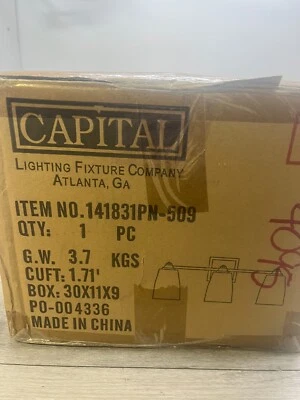 CAPITAL
LIGHTING FIXTURE COMPANY
ATLANTA, GA
ITEM NO.141831PN-509
QTY: 1 PC
G.W. 3.7 KGS
CUFT: 1.71'
BOX: 30X11X9
PO-004336
MADE IN CHINA